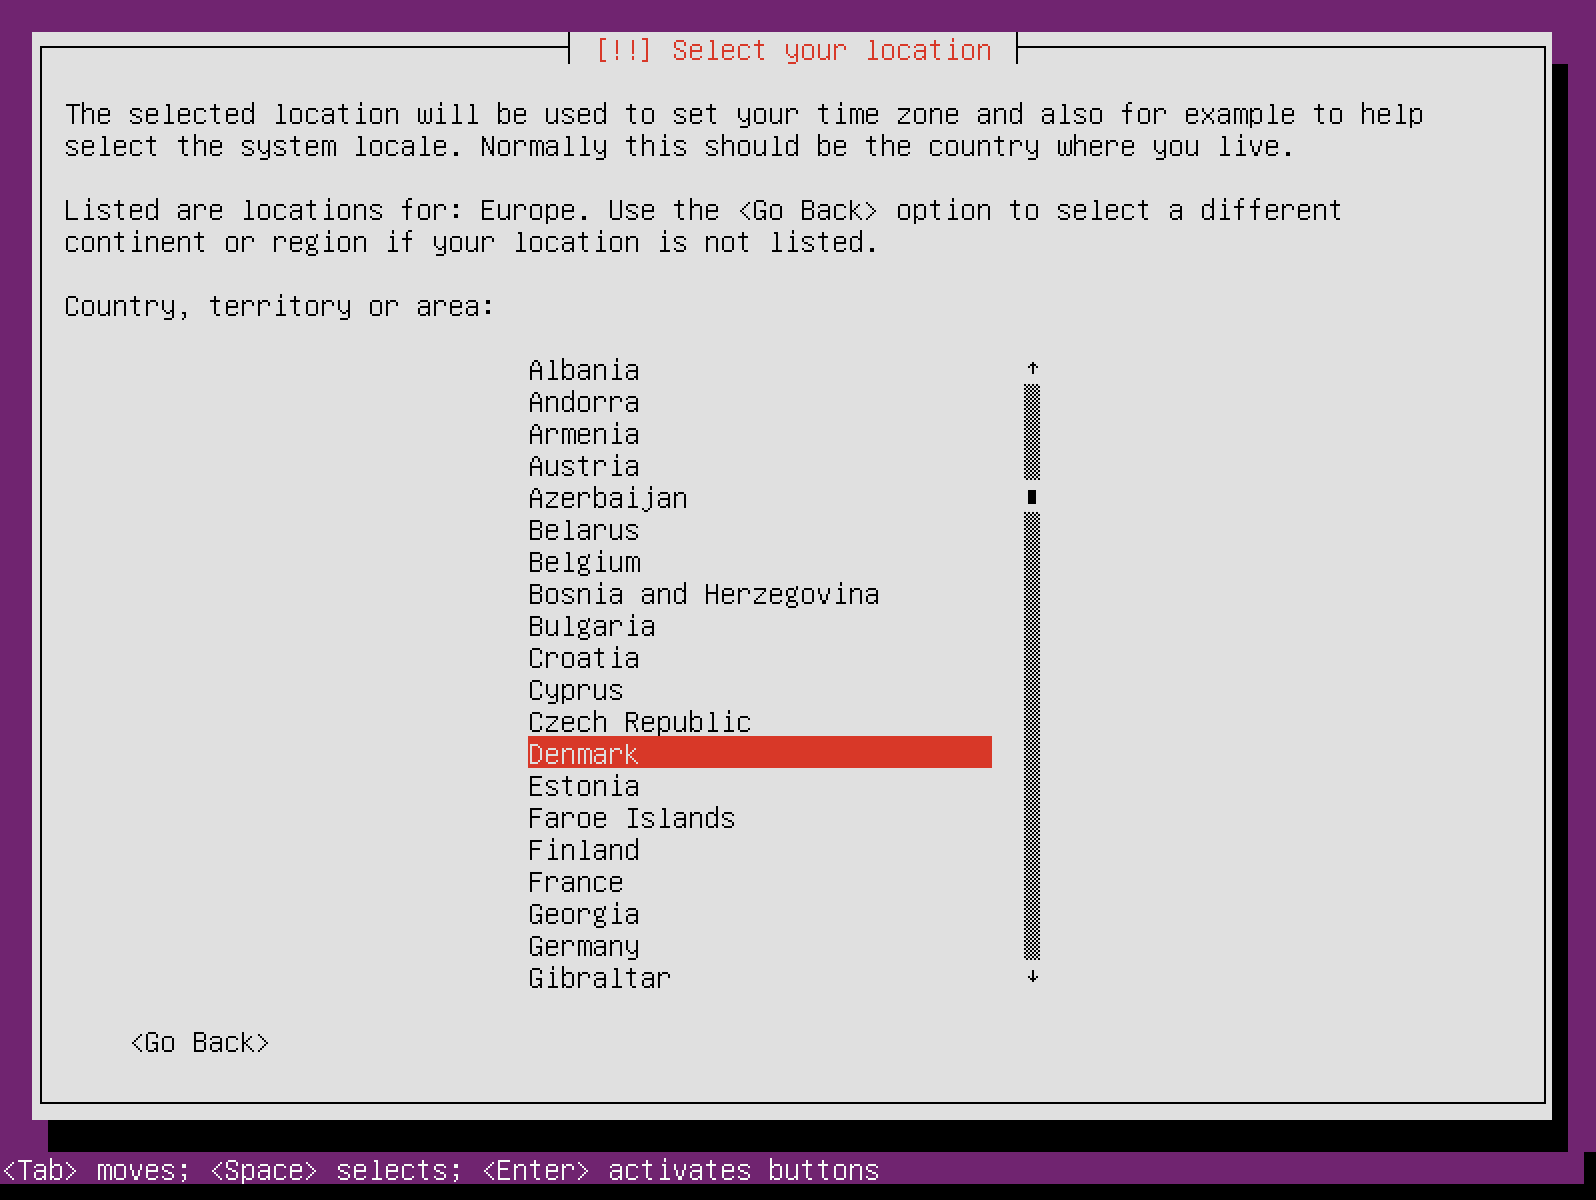 [!!] Select your location
The selected location will be used to set your time zone and also for example to help
select the system locale. Normally this should be the country where you live.
Listed are locations for: Europe. Use the <Go Back> option to select a different
continent or region if your location is not listed.
Country, territory or area:
Albania
Andorra
Armenia
Austria
Azerbaijan
Belarus
Belgium
Bosnia and Herzegovina
Bulgaria
Croatia
Cyprus
Czech Republic
Denmark
Estonia
Faroe Islands
Finland
France
Georgia
Germany
Gibraltar
<Go Back>
<Tab> moves; <Space> selects; <Enter> activates buttons